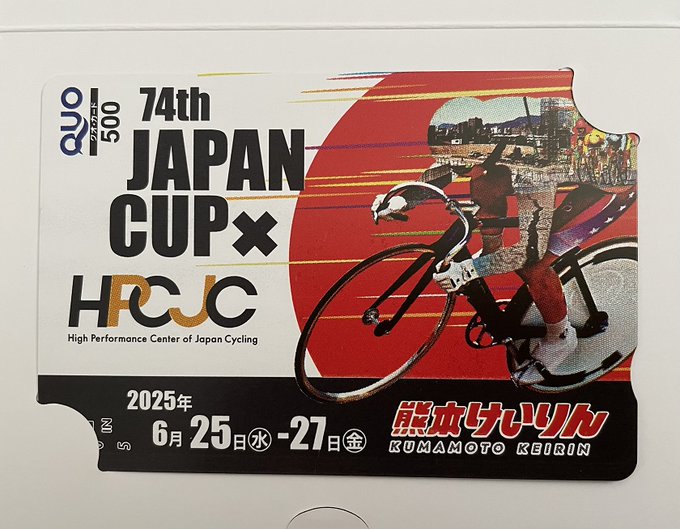 QUO
クオ・カード
500
74th
JAPAN
CUP×
HPCJC
High Performance Center of Japan Cycling
2025年
6月25日(水)-27日(金)
熊本けいりん
KUMAMOTO KEIRIN
IN
5